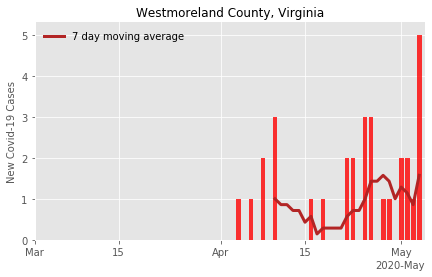 Westmoreland County, Virginia
7 day moving average
New Covid-19 Cases
5
4
3
2
1
0
Mar
15
Apr
15
May
2020-May